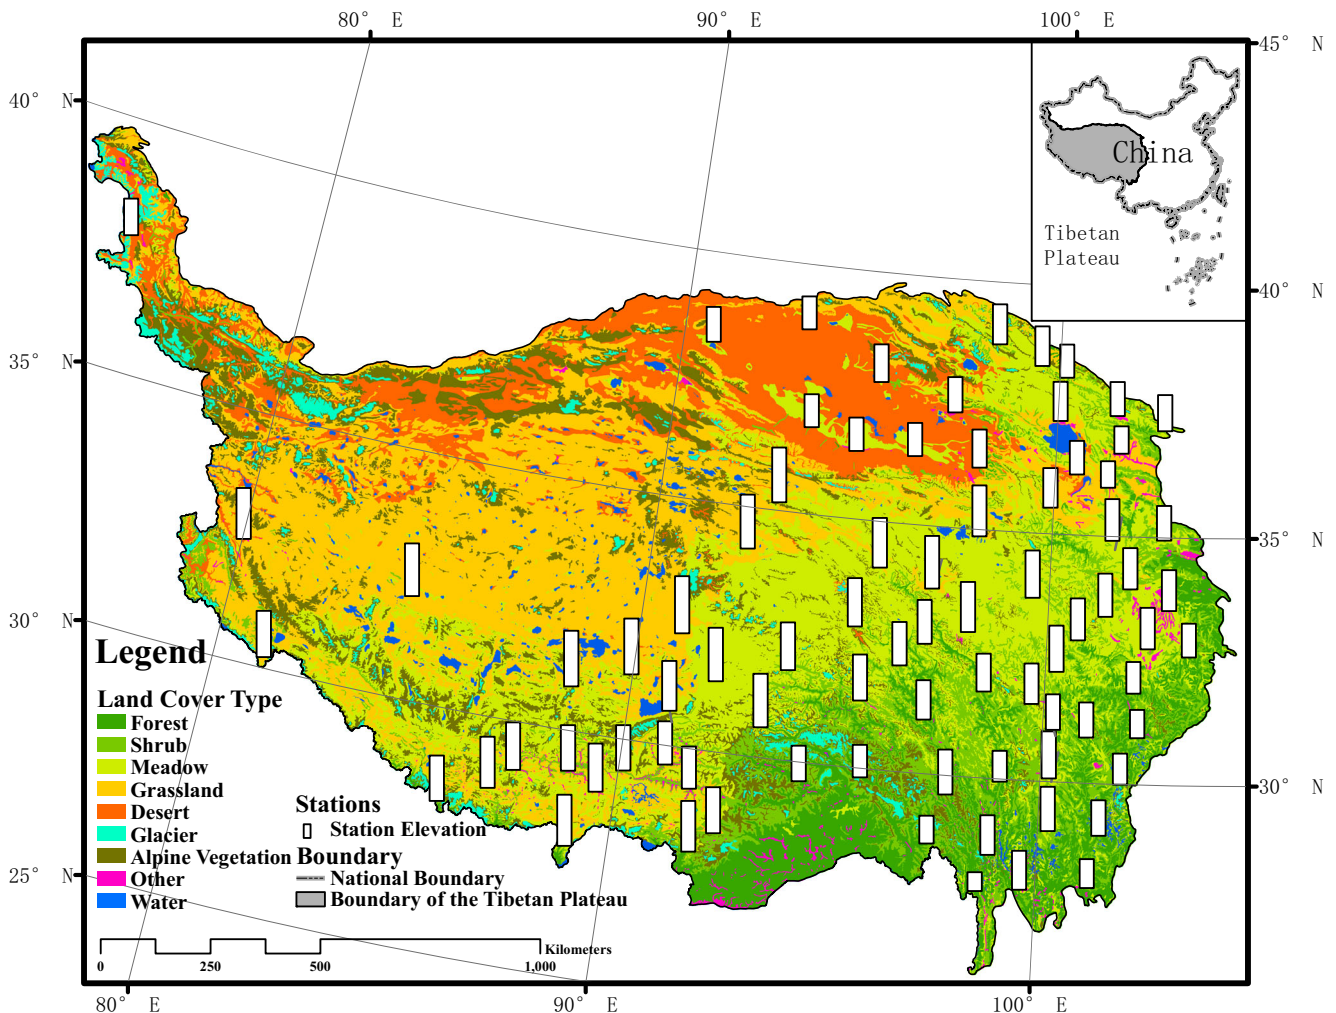 80° E 90° E 100° E
45° N
40° N
China
Tibetan
Plateau
40° N
35° N
35° N
30° N
Legend
Land Cover Type
Forest
Shrub
Meadow
Grassland
Desert
Glacier
Alpine Vegetation
Other
Water
30° N
Stations
Station Elevation
Boundary
National Boundary
Boundary of the Tibetan Plateau
25° N
Kilometers
0 250 500 1,000
80° E 90° E 100° E